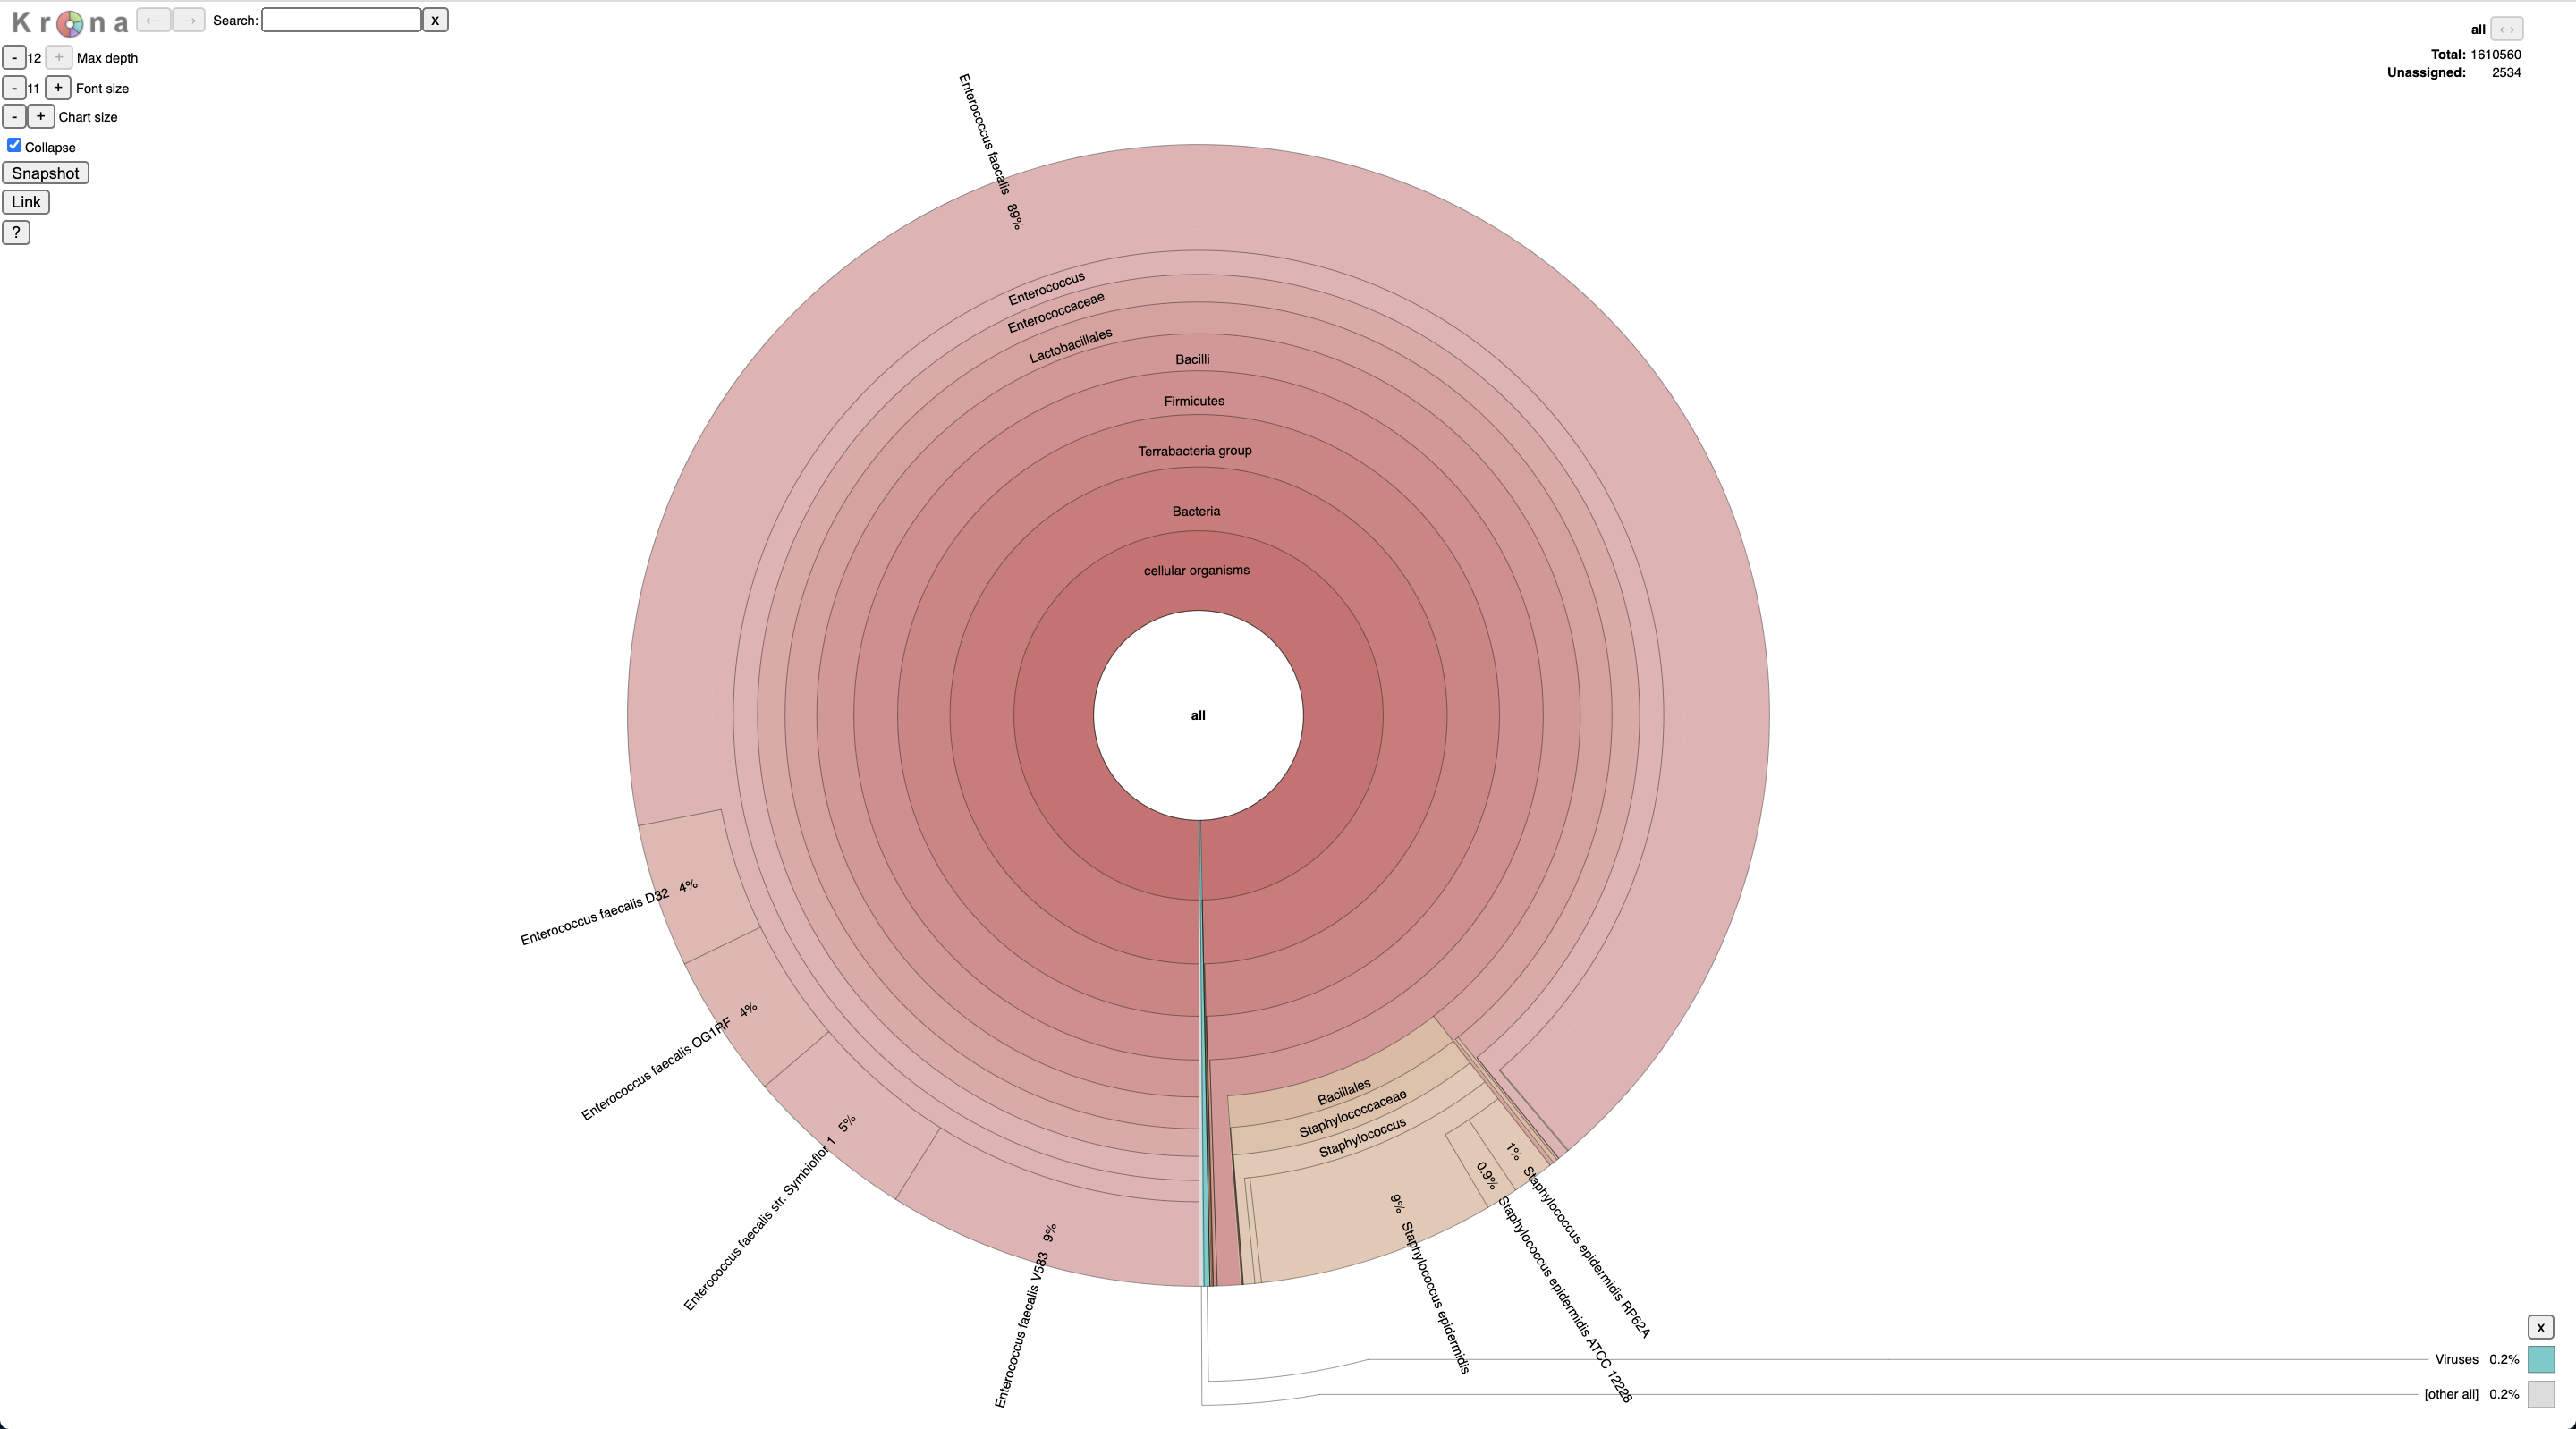 Krona ← → Search: x
- 12 + Max depth
- 11 + Font size
- + Chart size
Collapse
Snapshot
Link
?
all ↔
Total: 1610560
Unassigned: 2534
Enterococcus faecalis 89%
Enterococcus
Enterococcaceae
Lactobacillales
Bacilli
Firmicutes
Terrabacteria group
Bacteria
cellular organisms
all
Enterococcus faecalis D32 4%
Enterococcus faecalis OG1RF 4%
Enterococcus faecalis str. Symbioflor 1 5%
Enterococcus faecalis V583 9%
Bacillales
Staphylococcaceae
Staphylococcus
9% Staphylococcus epidermidis
0.9% Staphylococcus epidermidis ATCC 12228
1% Staphylococcus epidermidis RP62A
x
Viruses 0.2%
[other all] 0.2%